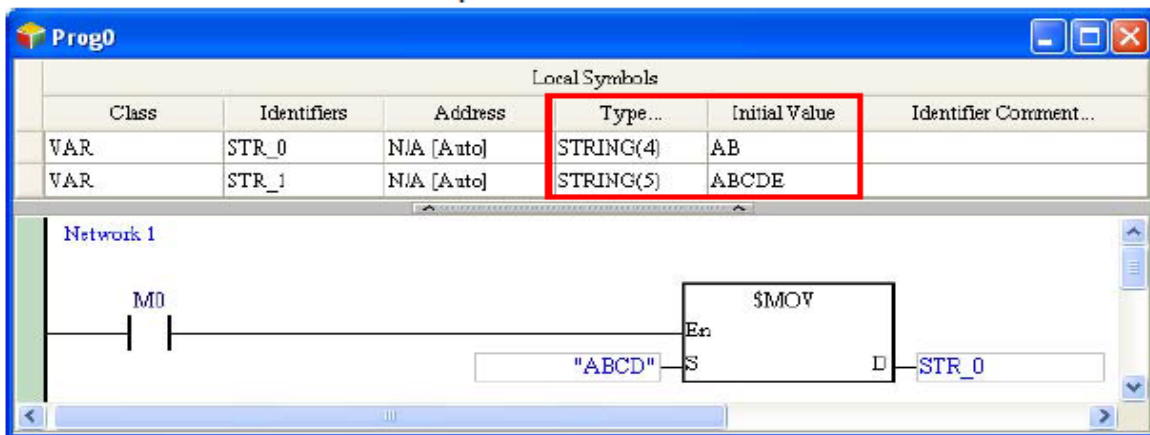 Prog0
Local Symbols
Class Identifiers Address Type... Initial Value Identifier Comment...
VAR STR_0 N/A [Auto] STRING(4) AB
VAR STR_1 N/A [Auto] STRING(5) ABCDE
Network 1
M0
$MOV
En
"ABCD" S D STR_0